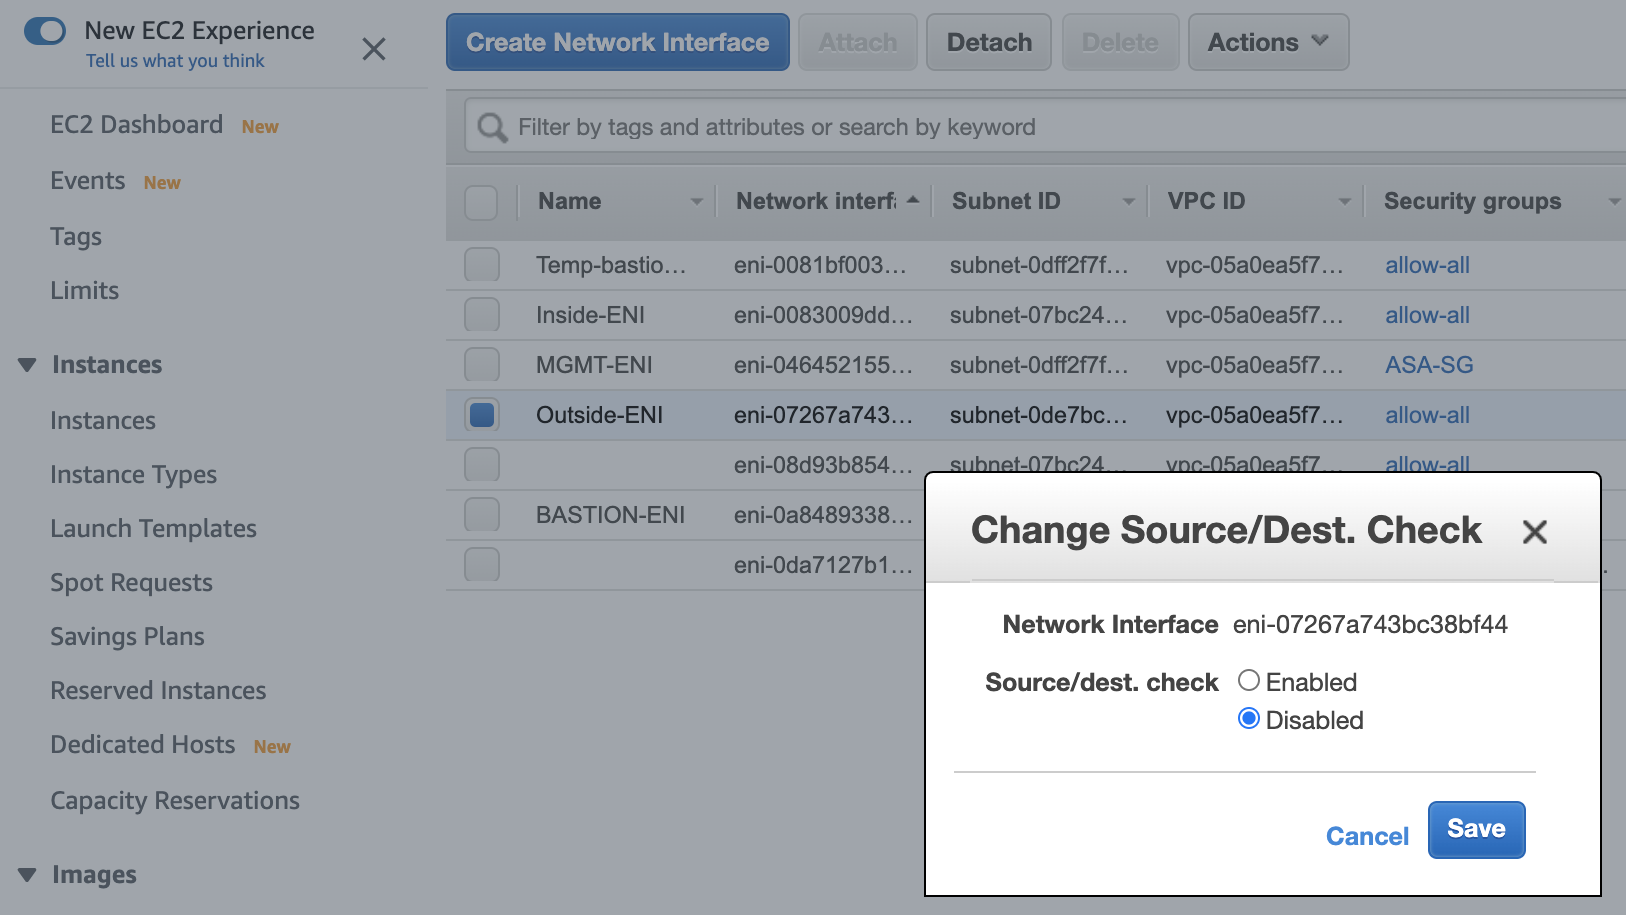 New EC2 Experience
Tell us what you think
EC2 Dashboard New
Events New
Tags
Limits
Instances
Instances
Instance Types
Launch Templates
Spot Requests
Savings Plans
Reserved Instances
Dedicated Hosts New
Capacity Reservations
Images
Create Network Interface Attach Detach Delete Actions
Filter by tags and attributes or search by keyword
Name Network interfa Subnet ID VPC ID Security groups
Temp-bastio... eni-0081bf003... subnet-0dff2f7f... vpc-05a0ea5f7... allow-all
Inside-ENI eni-0083009dd... subnet-07bc24... vpc-05a0ea5f7... allow-all
MGMT-ENI eni-046452155... subnet-0dff2f7f... vpc-05a0ea5f7... ASA-SG
Outside-ENI eni-07267a743... subnet-0de7bc... vpc-05a0ea5f7... allow-all
eni-08d93b854... subnet-07bc24... vpc-05a0ea5f7... allow-all
BASTION-ENI eni-0a8489338...
eni-0da7127b1...
Change Source/Dest. Check
Network Interface eni-07267a743bc38bf44
Source/dest. check Enabled
Disabled
Cancel Save